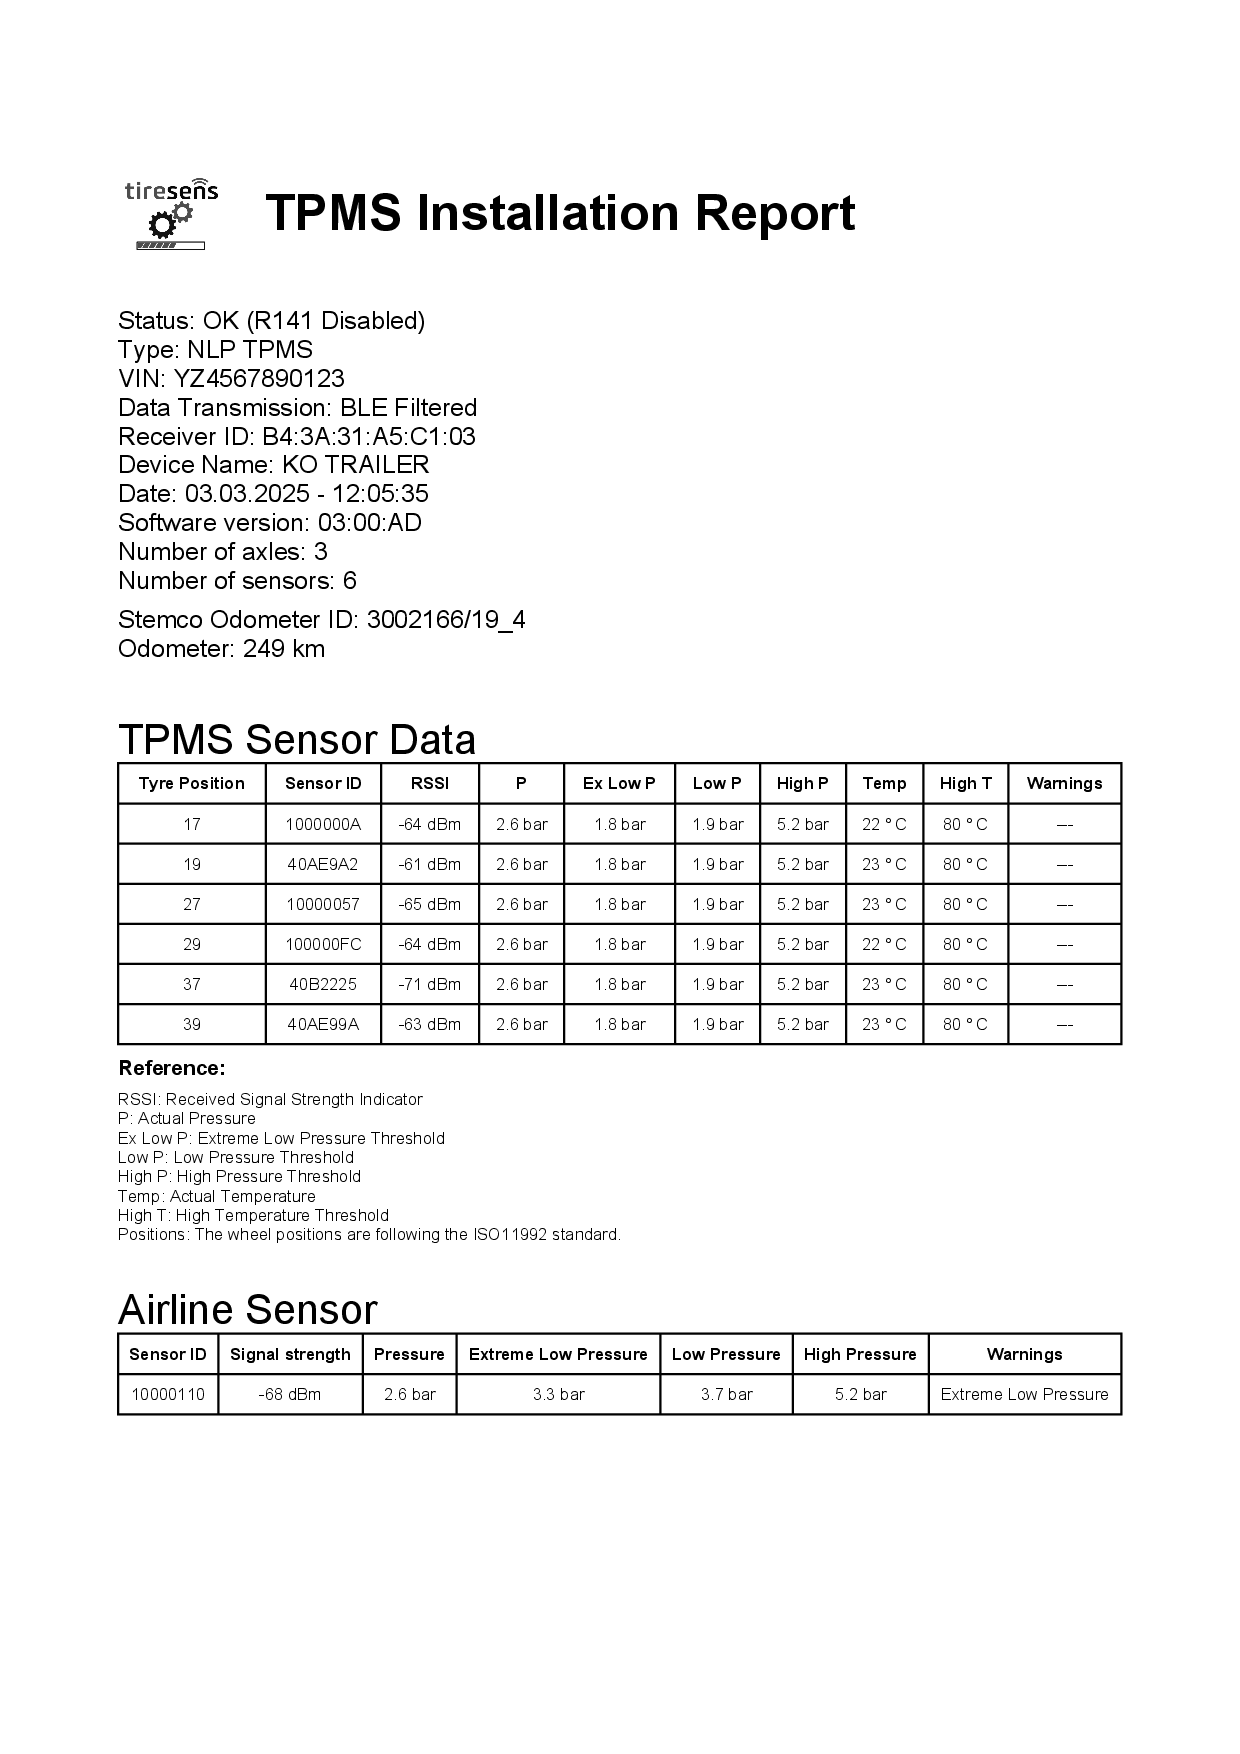 tiresens
TPMS Installation Report
Status: OK (R141 Disabled)
Type: NLP TPMS
VIN: YZ4567890123
Data Transmission: BLE Filtered
Receiver ID: B4:3A:31:A5:C1:03
Device Name: KO TRAILER
Date: 03.03.2025 - 12:05:35
Software version: 03:00:AD
Number of axles: 3
Number of sensors: 6
Stemco Odometer ID: 3002166/19_4
Odometer: 249 km
TPMS Sensor Data
Tyre Position Sensor ID RSSI P Ex Low P Low P High P Temp High T Warnings
17 1000000A -64 dBm 2.6 bar 1.8 bar 1.9 bar 5.2 bar 22 °C 80 °C ---
19 40AE9A2 -61 dBm 2.6 bar 1.8 bar 1.9 bar 5.2 bar 23 °C 80 °C ---
27 10000057 -65 dBm 2.6 bar 1.8 bar 1.9 bar 5.2 bar 23 °C 80 °C ---
29 100000FC -64 dBm 2.6 bar 1.8 bar 1.9 bar 5.2 bar 22 °C 80 °C ---
37 40B2225 -71 dBm 2.6 bar 1.8 bar 1.9 bar 5.2 bar 23 °C 80 °C ---
39 40AE99A -63 dBm 2.6 bar 1.8 bar 1.9 bar 5.2 bar 23 °C 80 °C ---
Reference:
RSSI: Received Signal Strength Indicator
P: Actual Pressure
Ex Low P: Extreme Low Pressure Threshold
Low P: Low Pressure Threshold
High P: High Pressure Threshold
Temp: Actual Temperature
High T: High Temperature Threshold
Positions: The wheel positions are following the ISO11992 standard.
Airline Sensor
Sensor ID Signal strength Pressure Extreme Low Pressure Low Pressure High Pressure Warnings
10000110 -68 dBm 2.6 bar 3.3 bar 3.7 bar 5.2 bar Extreme Low Pressure